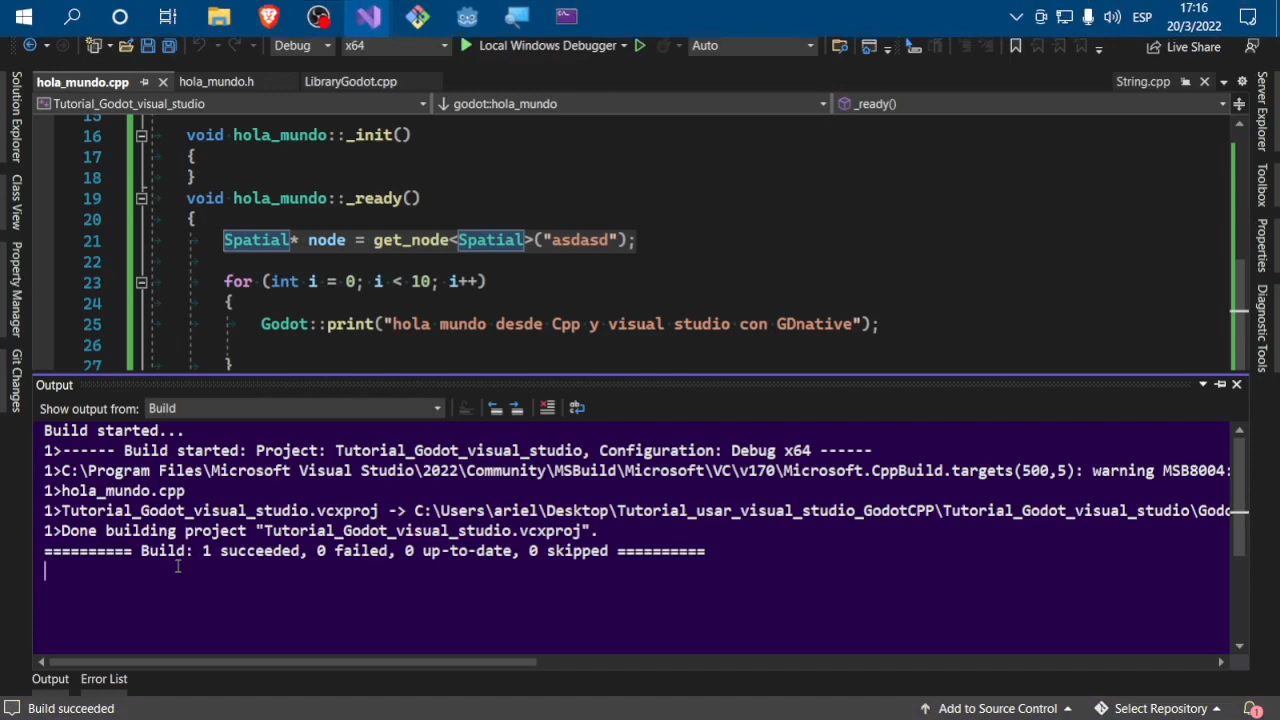 17:16
ESP
20/3/2022
Debug
x64
Local Windows Debugger
Auto
Live Share
hola_mundo.cpp
hola_mundo.h
LibraryGodot.cpp
String.cpp
Tutorial_Godot_visual_studio
godot::hola_mundo
_ready()
Solution Explorer
Class View
Property Manager
Git Changes
Server Explorer
Toolbox
Properties
Diagnostic Tools
15
16 void hola_mundo::_init()
17 {
18 }
19 void hola_mundo::_ready()
20 {
21 Spatial* node = get_node<Spatial>("asdasd");
22
23 for (int i = 0; i < 10; i++)
24 {
25 Godot::print("hola mundo desde Cpp y visual studio con GDnative");
26
27 }
Output
Show output from: Build
Build started...
1>------ Build started: Project: Tutorial_Godot_visual_studio, Configuration: Debug x64 ------
1>C:\Program Files\Microsoft Visual Studio\2022\Community\MSBuild\Microsoft\VC\v170\Microsoft.CppBuild.targets(500,5): warning MSB8004:
1>hola_mundo.cpp
1>Tutorial_Godot_visual_studio.vcxproj -> C:\Users\ariel\Desktop\Tutorial_usar_visual_studio_GodotCPP\Tutorial_Godot_visual_studio\Godo
1>Done building project "Tutorial_Godot_visual_studio.vcxproj".
========== Build: 1 succeeded, 0 failed, 0 up-to-date, 0 skipped ==========
Output
Error List
Build succeeded
Add to Source Control
Select Repository
1